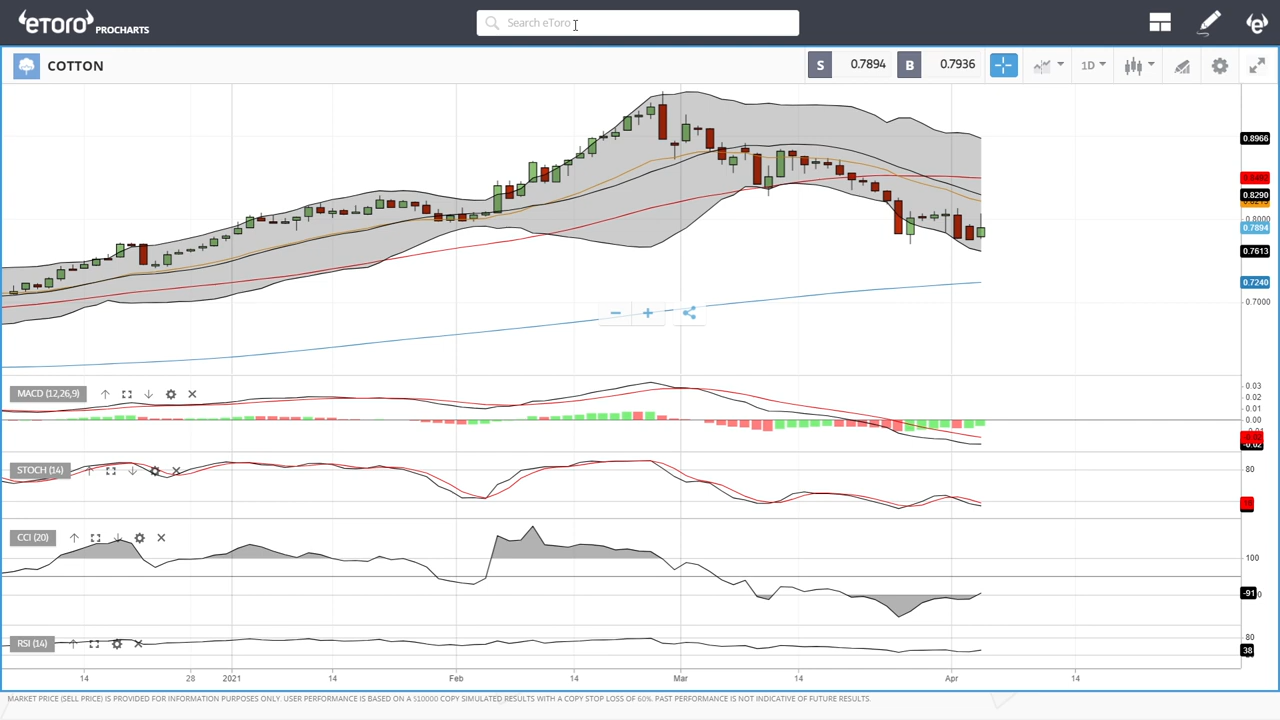 eToro PROCHARTS
Search eToro
COTTON
S 0.7894 B 0.7936
1D
0.8966
0.8290
0.8000
0.7894
0.7613
0.7240
0.7000
MACD (12,26,9)
0.03
0.02
0.01
0.00
STOCH (14)
80
CCI (20)
100
-91
RSI (14)
80
38
14 28 2021 14 Feb 14 Mar 14 Apr 14
MARKET PRICE (SELL PRICE) IS PROVIDED FOR INFORMATION PURPOSES ONLY. USER PERFORMANCE IS BASED ON A $10000 COPY SIMULATED RESULTS WITH A COPY STOP LOSS OF 60%. PAST PERFORMANCE IS NOT INDICATIVE OF FUTURE RESULTS.